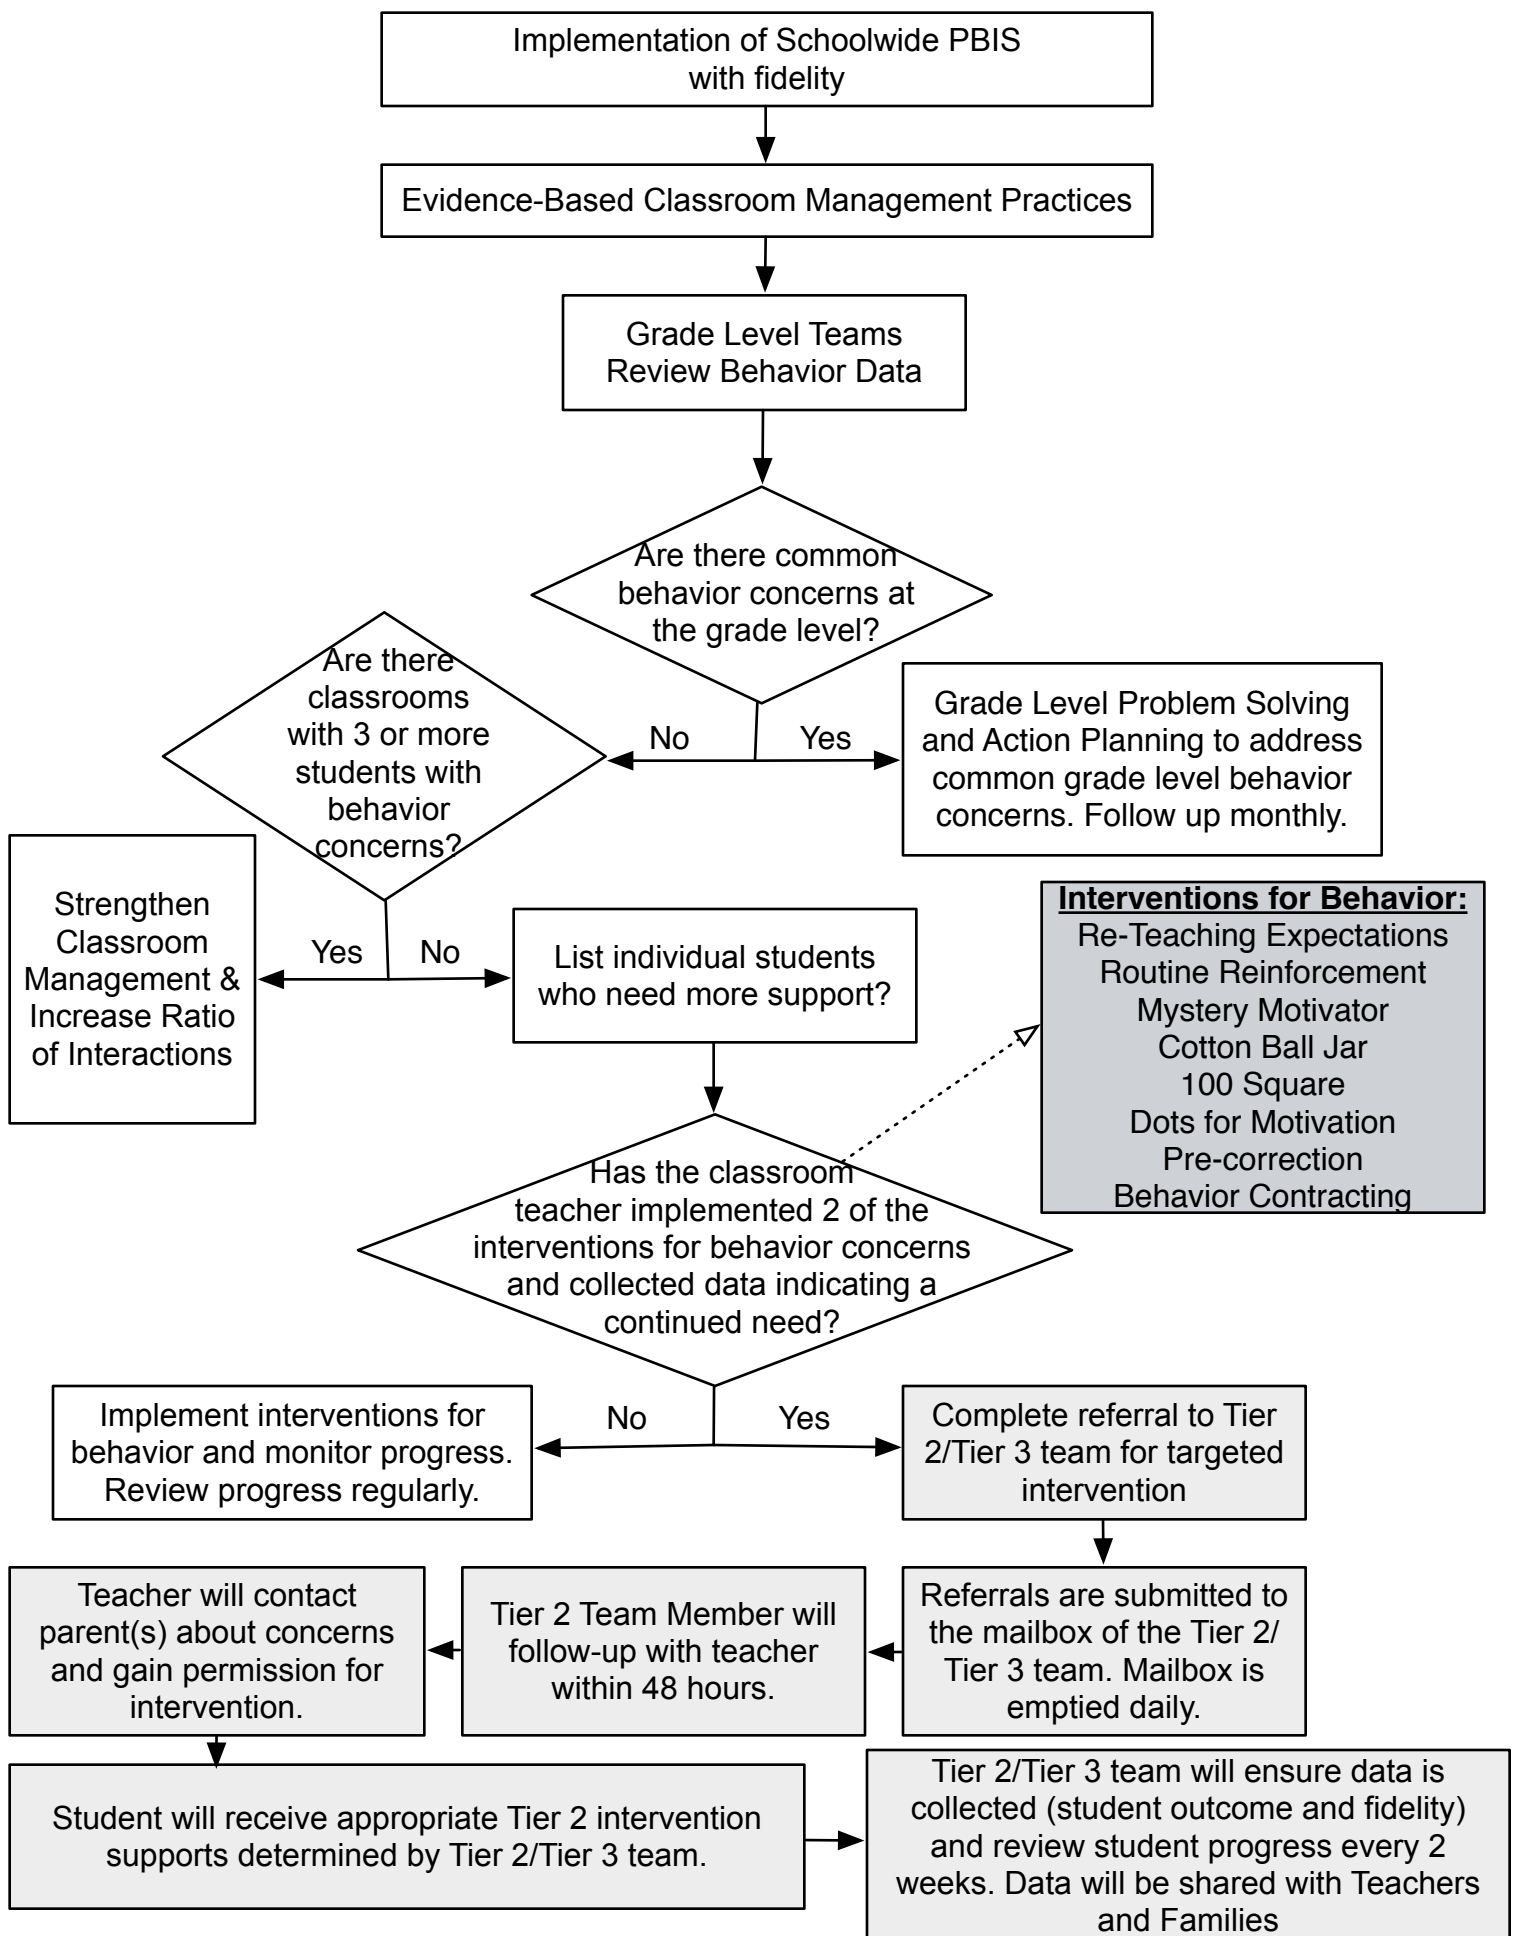 Implementation of Schoolwide PBIS
with fidelity
Evidence-Based Classroom Management Practices
Grade Level Teams
Review Behavior Data
Are there common
behavior concerns at
the grade level?
Are there
classrooms
with 3 or more
students with
behavior
concerns?
No
Yes
Grade Level Problem Solving
and Action Planning to address
common grade level behavior
concerns. Follow up monthly.
Strengthen
Classroom
Management &
Increase Ratio
of Interactions
Yes
No
List individual students
who need more support?
Interventions for Behavior:
Re-Teaching Expectations
Routine Reinforcement
Mystery Motivator
Cotton Ball Jar
100 Square
Dots for Motivation
Pre-correction
Behavior Contracting
Has the classroom
teacher implemented 2 of the
interventions for behavior concerns
and collected data indicating a
continued need?
No
Yes
Implement interventions for
behavior and monitor progress.
Review progress regularly.
Complete referral to Tier
2/Tier 3 team for targeted
intervention
Referrals are submitted to
the mailbox of the Tier 2/
Tier 3 team. Mailbox is
emptied daily.
Tier 2 Team Member will
follow-up with teacher
within 48 hours.
Teacher will contact
parent(s) about concerns
and gain permission for
intervention.
Student will receive appropriate Tier 2 intervention
supports determined by Tier 2/Tier 3 team.
Tier 2/Tier 3 team will ensure data is
collected (student outcome and fidelity)
and review student progress every 2
weeks. Data will be shared with Teachers
and Families